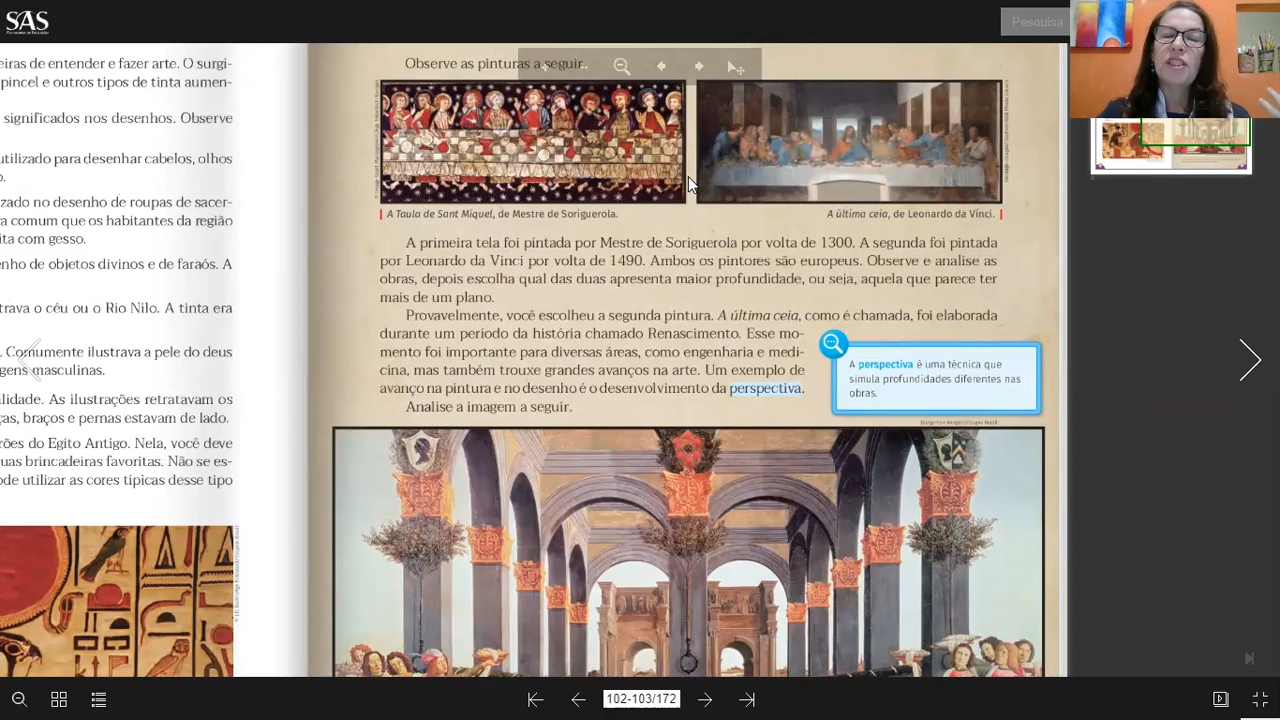 SAS
Pesquisa
eiras de entender e fazer arte. O surgi-
pincel e outros tipos de tinta aumen-
significados nos desenhos. Observe
utilizado para desenhar cabelos, olhos
o.
zado no desenho de roupas de sacer-
ra comum que os habitantes da região
ita com gesso.
enho de objetos divinos e de faraós. A
trava o céu ou o Rio Nilo. A tinta era
. Comumente ilustrava a pele do deus
gens masculinas.
alidade. As ilustrações retratavam os
ças, braços e pernas estavam de lado.
rões do Egito Antigo. Nela, você deve
uas brincadeiras favoritas. Não se es-
ode utilizar as cores típicas desse tipo
Observe as pinturas a seguir.
A Taula de Sant Miquel, de Mestre de Soriguerola.
A última ceia, de Leonardo da Vinci.
A primeira tela foi pintada por Mestre de Soriguerola por volta de 1300. A segunda foi pintada
por Leonardo da Vinci por volta de 1490. Ambos os pintores são europeus. Observe e analise as
obras, depois escolha qual das duas apresenta maior profundidade, ou seja, aquela que parece ter
mais de um plano.
Provavelmente, você escolheu a segunda pintura. A última ceia, como é chamada, foi elaborada
durante um período da história chamado Renascimento. Esse mo-
mento foi importante para diversas áreas, como engenharia e medi-
cina, mas também trouxe grandes avanços na arte. Um exemplo de
avanço na pintura e no desenho é o desenvolvimento da perspectiva.
Analise a imagem a seguir.
A perspectiva é uma técnica que
simula profundidades diferentes nas
obras.
102-103/172